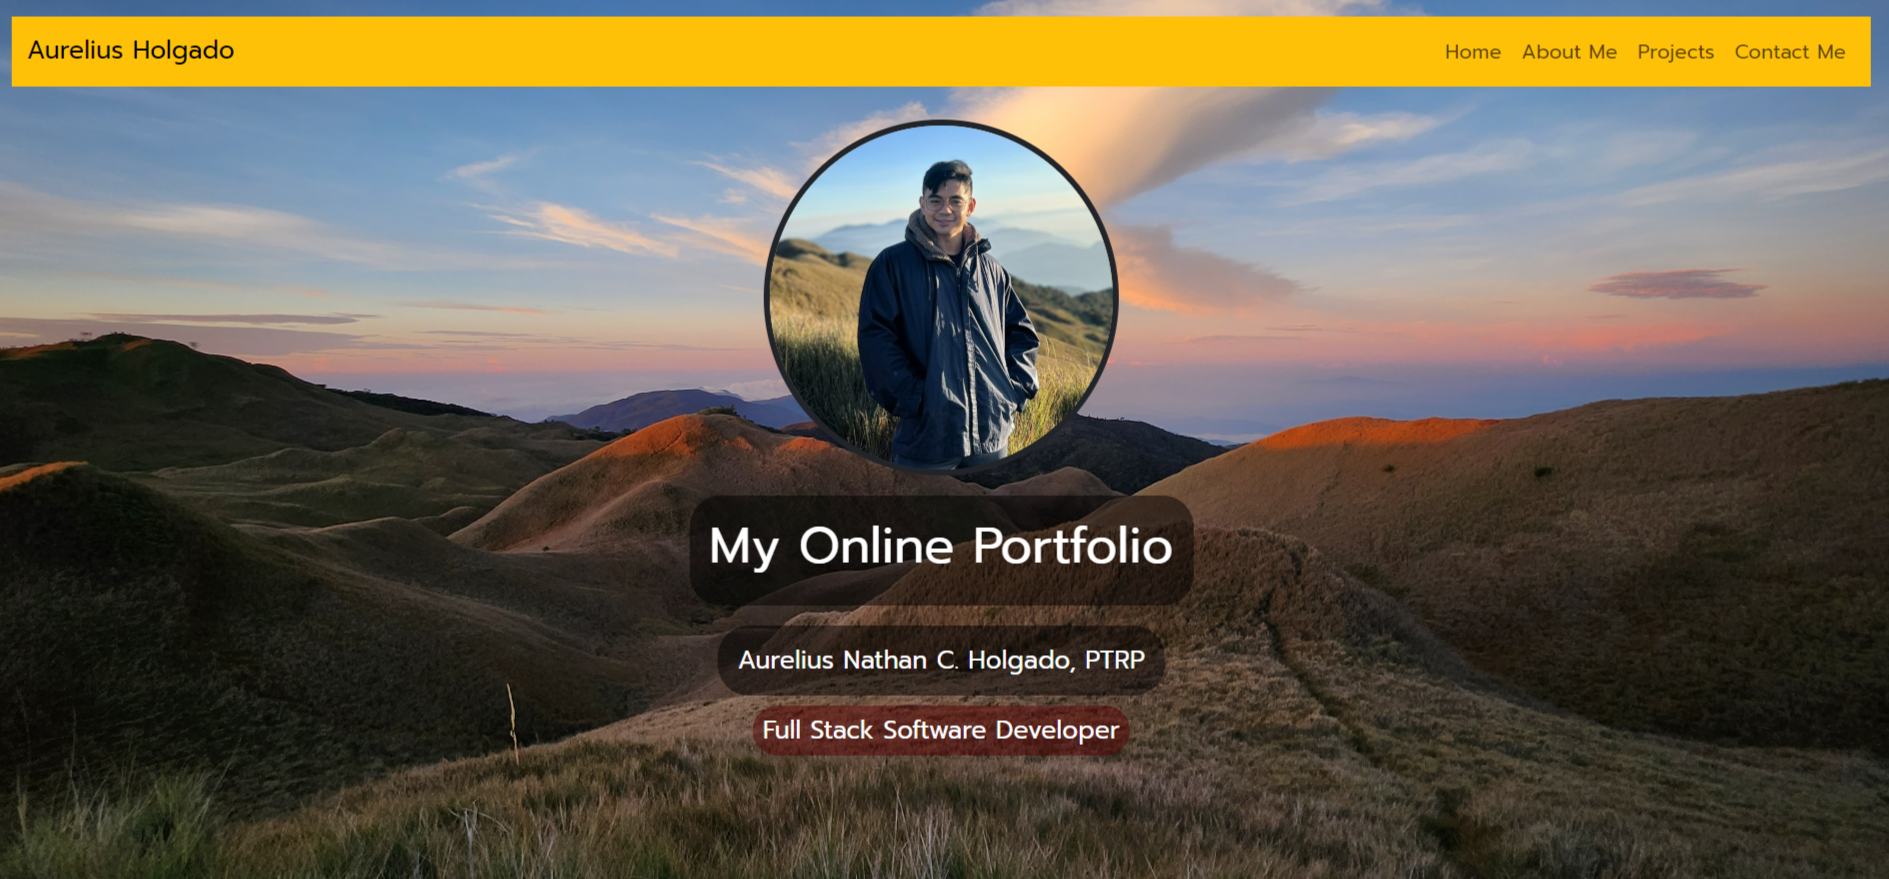 Aurelius Holgado
Home About Me Projects Contact Me
My Online Portfolio
Aurelius Nathan C. Holgado, PTRP
Full Stack Software Developer